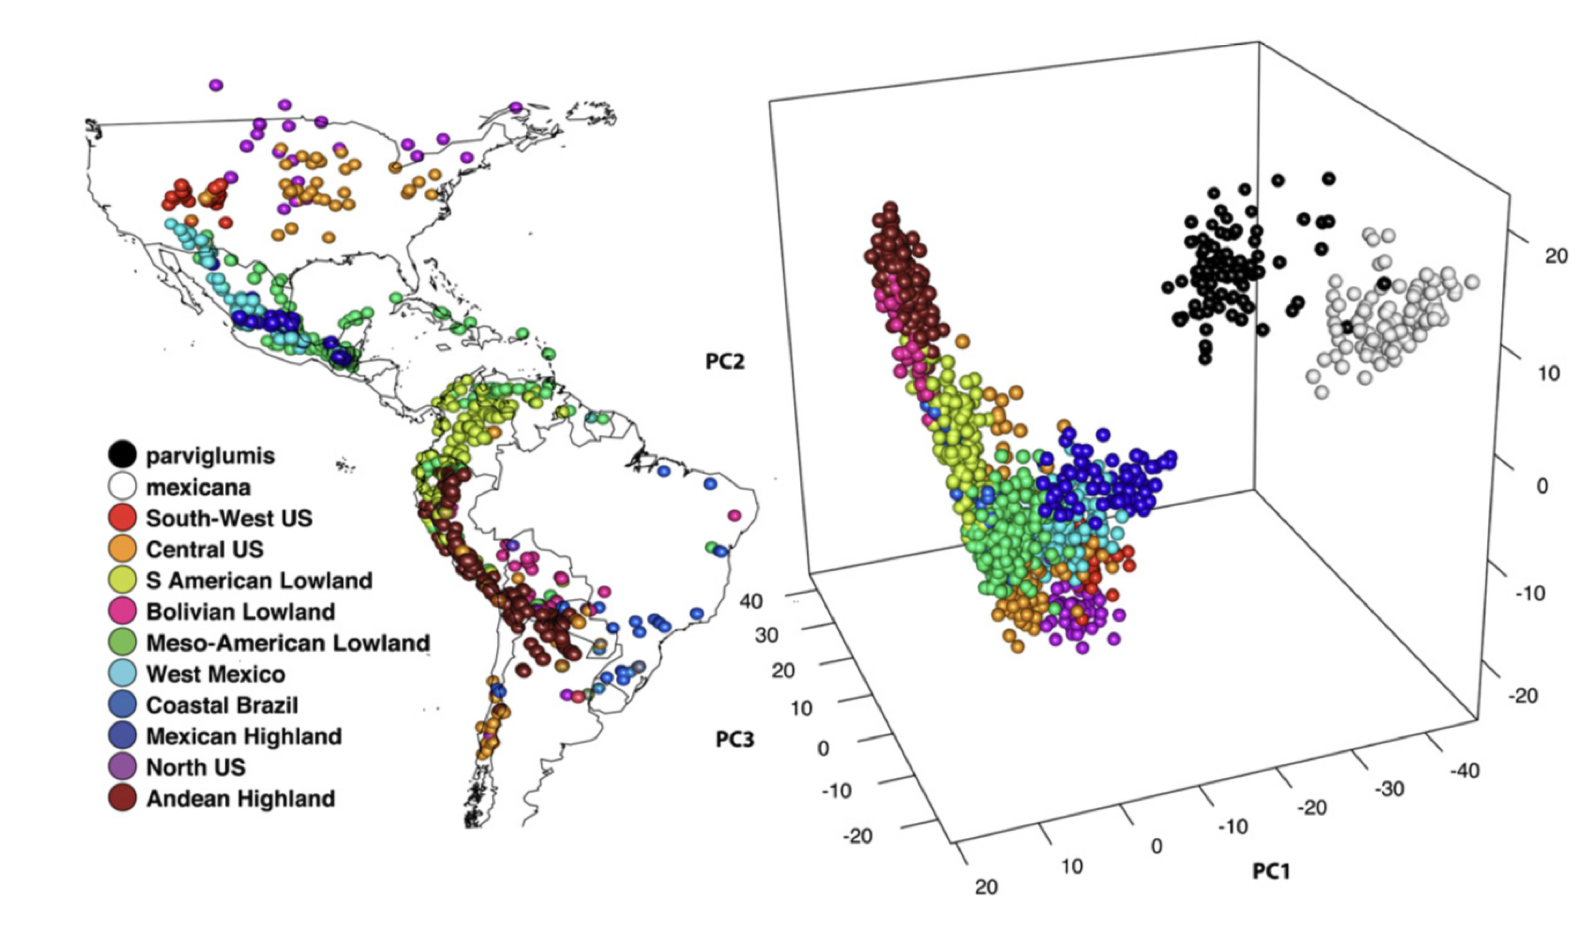 parviglumis
mexicana
South-West US
Central US
S American Lowland
Bolivian Lowland
Meso-American Lowland
West Mexico
Coastal Brazil
Mexican Highland
North US
Andean Highland
PC2
20
10
0
-10
-20
40
30
20
10
0
-10
-20
PC3
20
10
0
-10
-20
-30
-40
PC1